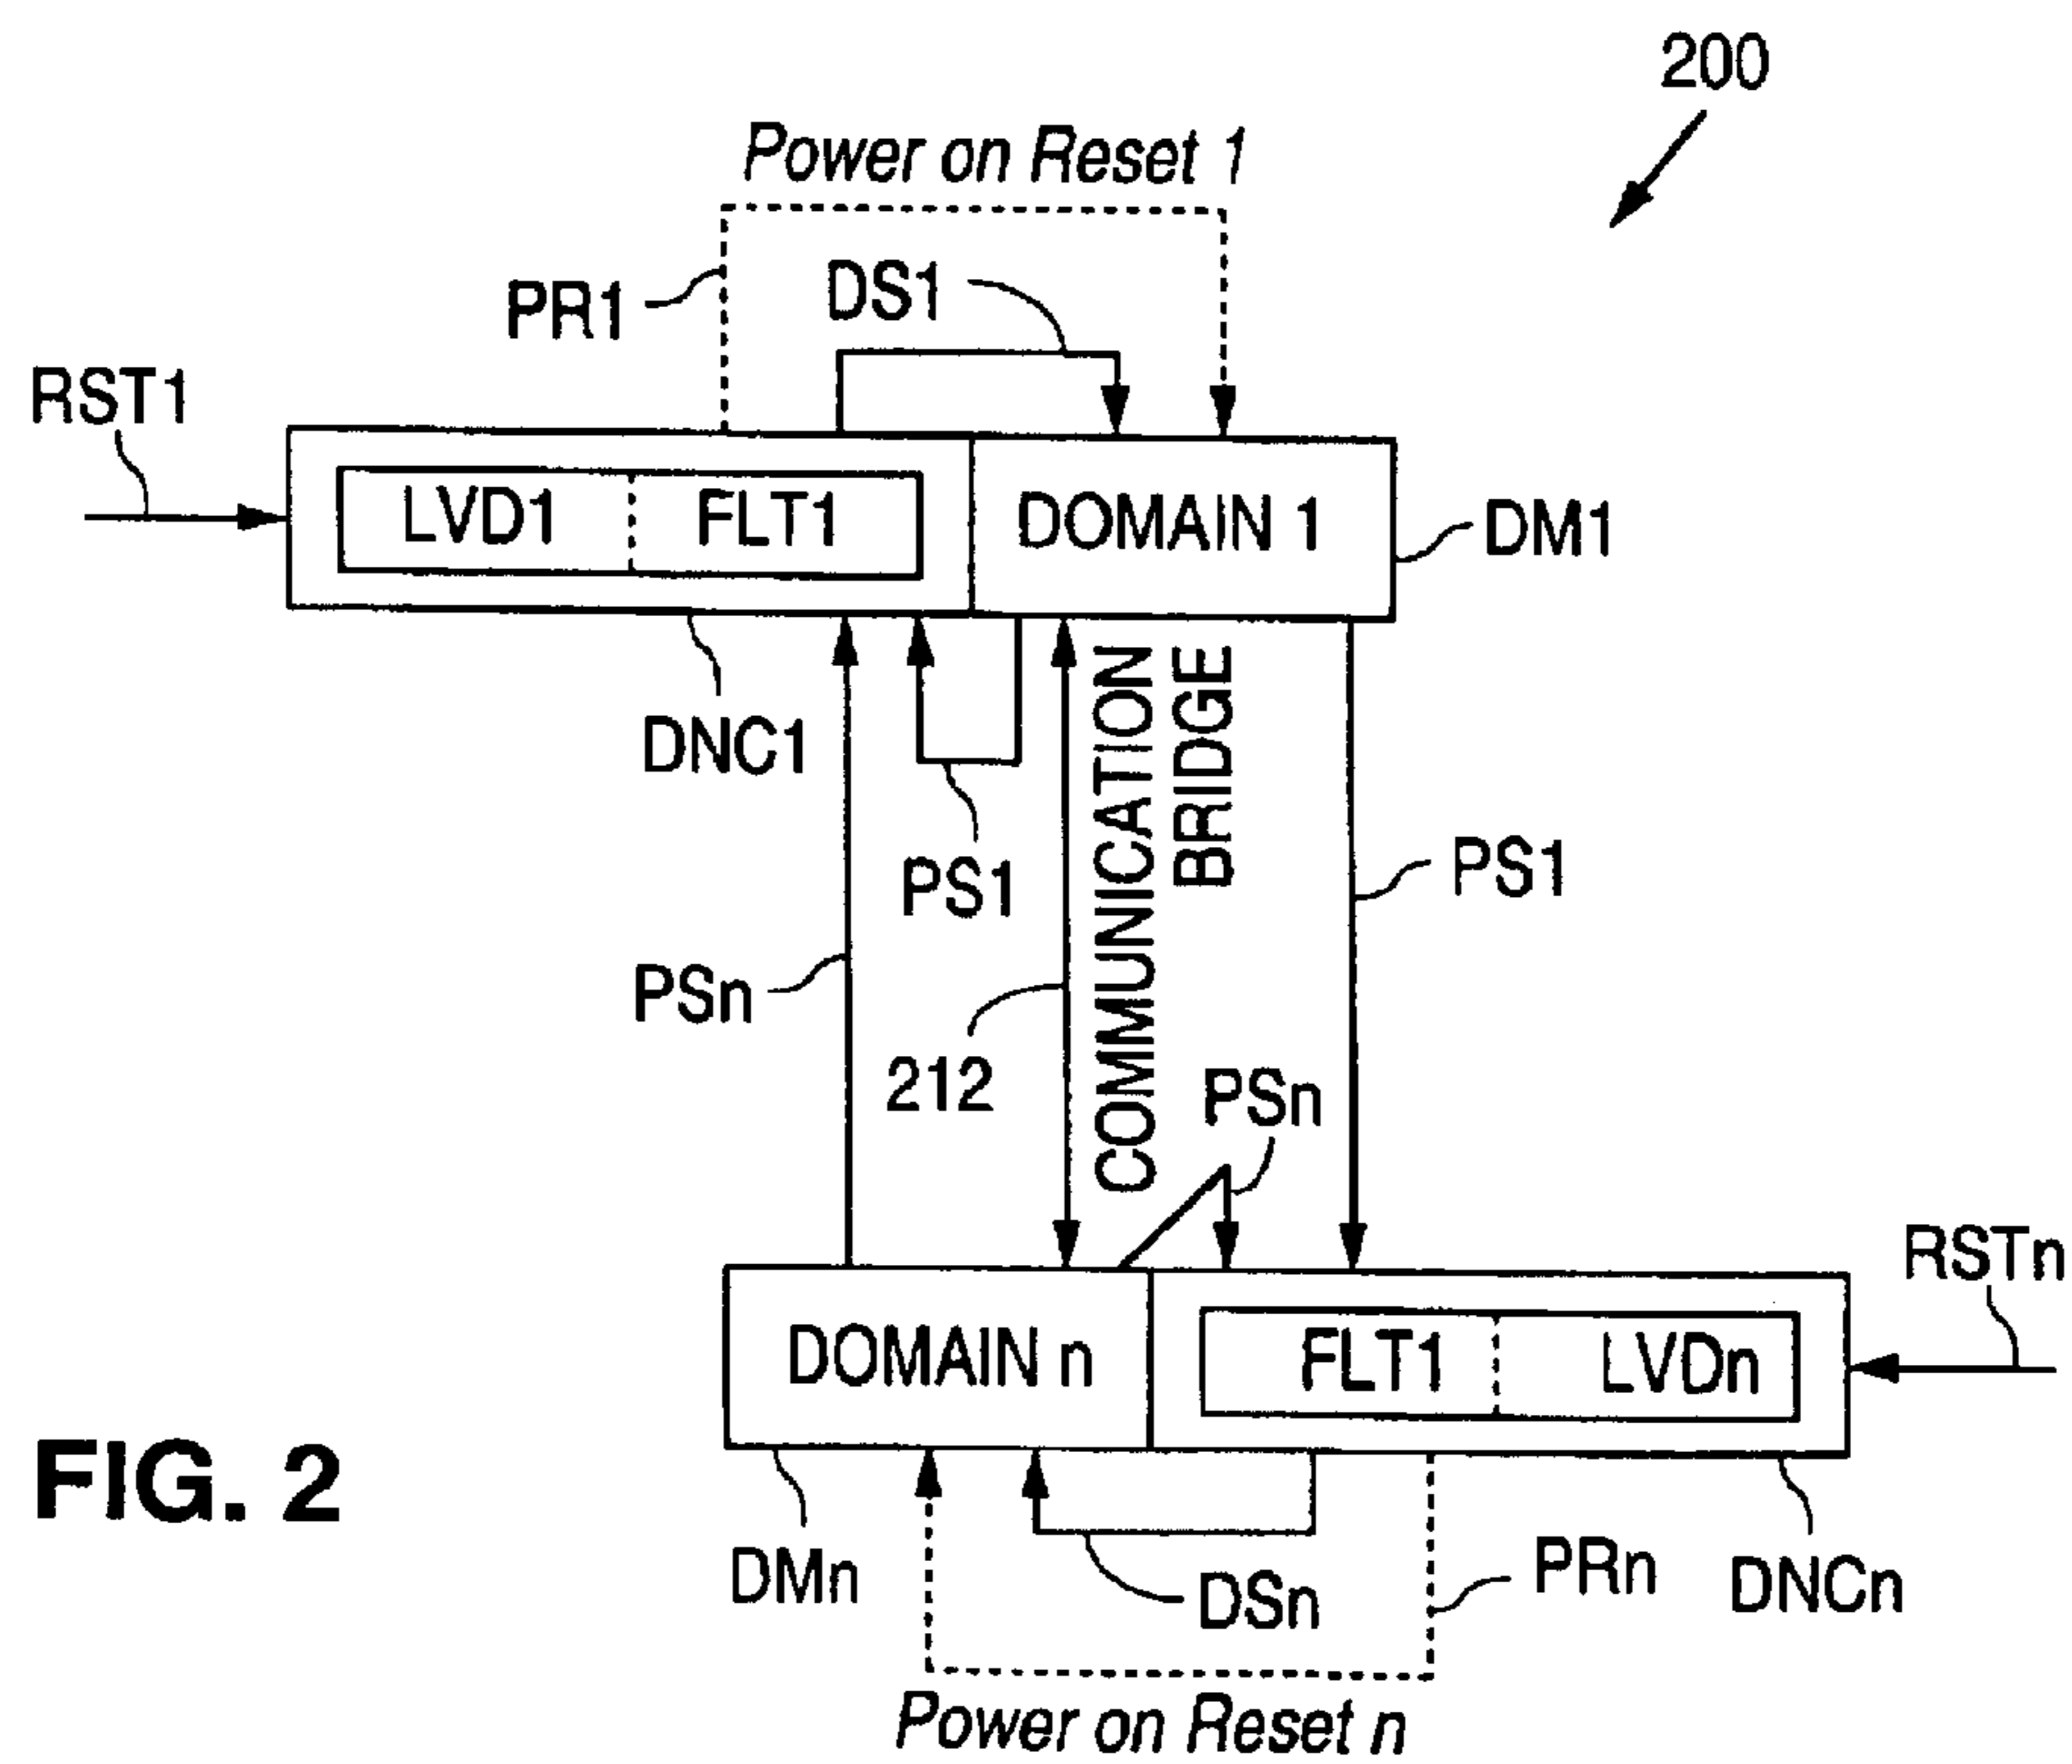 200
Power on Reset 1
PR1
DS1
RST1
LVD1
FLT1
DOMAIN 1
DM1
DNC1
PS1
COMMUNICATION
BRIDGE
PS1
PSn
212
PSn
RSTn
DOMAIN n
FLT1
LVDn
FIG. 2
DMn
DSn
PRn
DNCn
Power on Reset n